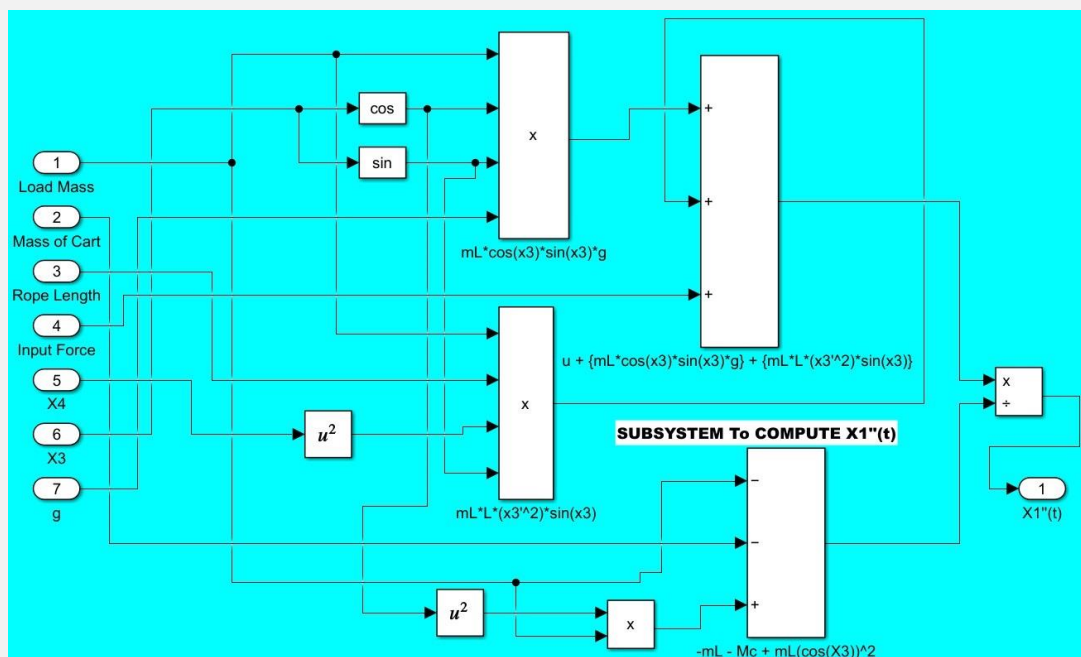 1
Load Mass
2
Mass of Cart
3
Rope Length
4
Input Force
5
X4
6
X3
7
g
cos
sin
x
mL*cos(x3)*sin(x3)*g
+
+
+
u + {mL*cos(x3)*sin(x3)*g} + {mL*L*(x3'^2)*sin(x3)}
u²
x
mL*L*(x3'^2)*sin(x3)
SUBSYSTEM To COMPUTE X1"(t)
x
÷
1
X1"(t)
−
−
+
-mL - Mc + mL(cos(X3))^2
u²
x